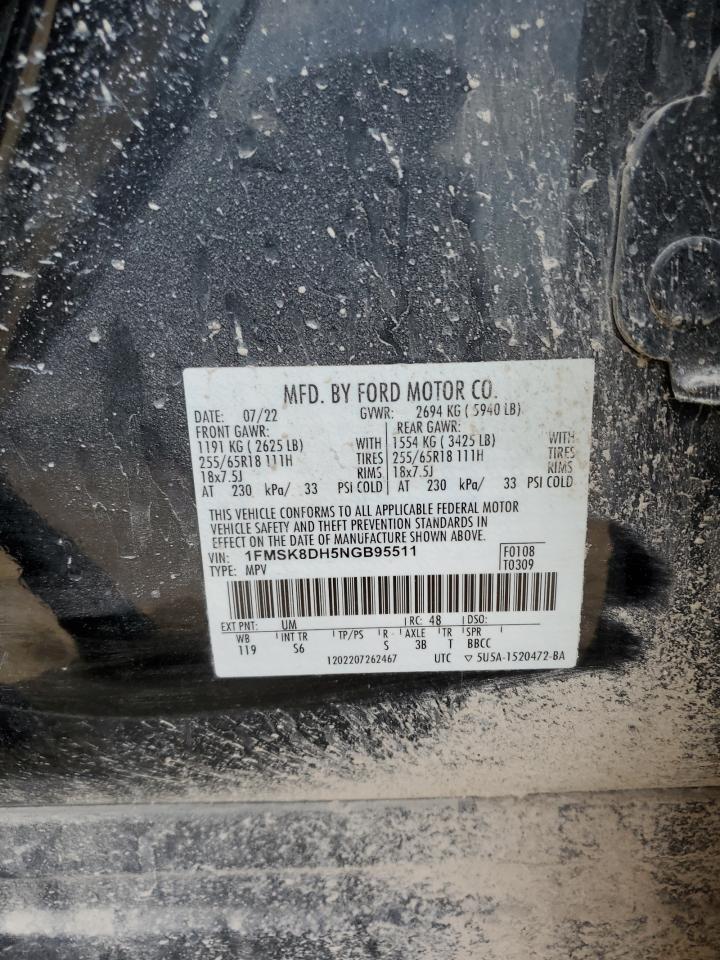 MFD. BY FORD MOTOR CO.
DATE: 07/22 GVWR: 2694 KG ( 5940 LB)
FRONT GAWR: REAR GAWR:
1191 KG ( 2625 LB) WITH 1554 KG ( 3425 LB) WITH
255/65R18 111H TIRES 255/65R18 111H TIRES
18x7.5J RIMS 18x7.5J RIMS
AT 230 kPa/ 33 PSI COLD AT 230 kPa/ 33 PSI COLD
THIS VEHICLE CONFORMS TO ALL APPLICABLE FEDERAL MOTOR
VEHICLE SAFETY AND THEFT PREVENTION STANDARDS IN
EFFECT ON THE DATE OF MANUFACTURE SHOWN ABOVE.
VIN: 1FMSK8DH5NGB95511 F0108
TYPE: MPV T0309
EXT PNT: UM RC: 48 DSO:
WB INT TR TP/PS R AXLE TR SPR
119 S6 S 3B T BBCC
1202207262467 UTC ▽ 5U5A-1520472-BA